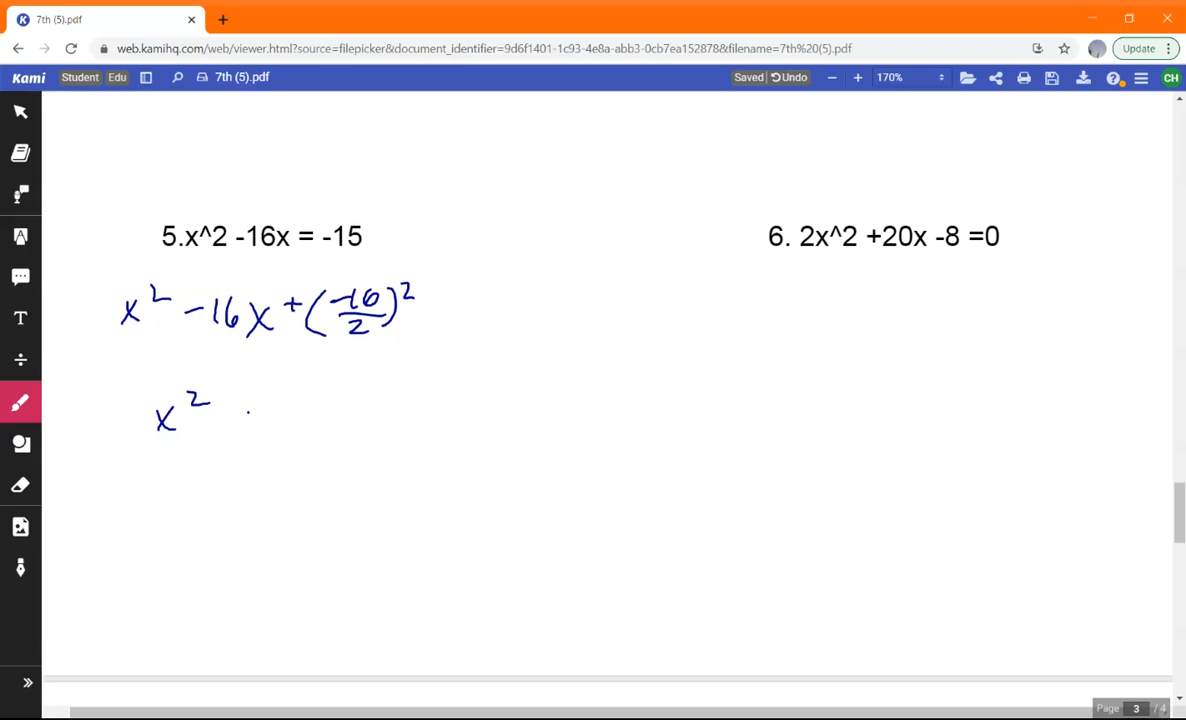 7th (5).pdf
web.kamihq.com/web/viewer.html?source=filepicker&document_identifier=9d6f1401-1c93-4e8a-abb3-0cb7ea152878&filename=7th%20(5).pdf
Update
Kami Student Edu 7th (5).pdf Saved Undo 170% CH
5.x^2 -16x = -15
6. 2x^2 +20x -8 =0
x² - 16x + (-16/2)²
x²
Page 3 / 4